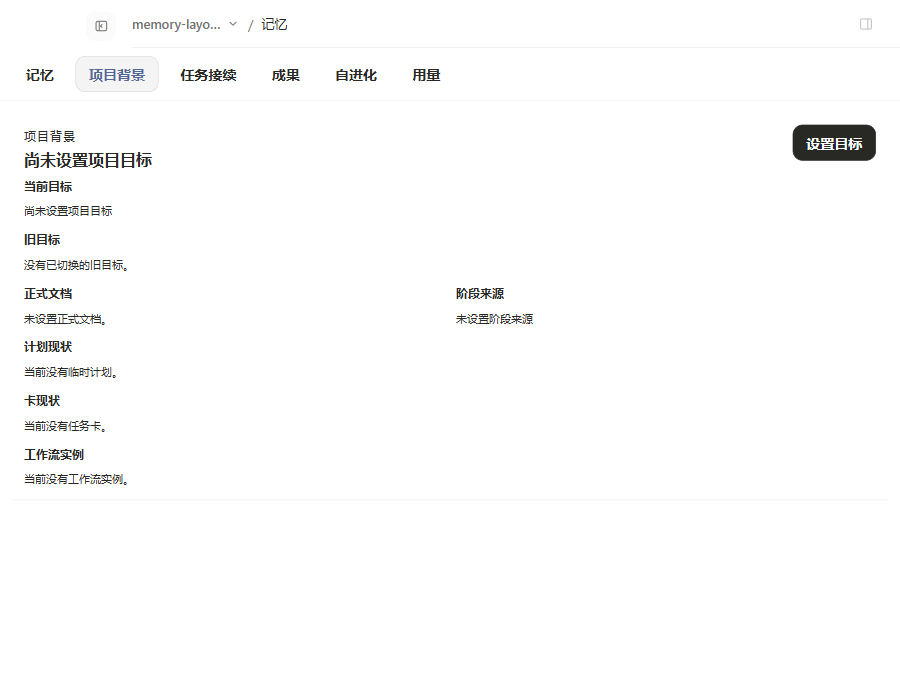 memory-layo... / 记忆
记忆 项目背景 任务接续 成果 自进化 用量
项目背景
尚未设置项目目标
设置目标
当前目标
尚未设置项目目标
旧目标
没有已切换的旧目标。
正式文档 阶段来源
未设置正式文档。 未设置阶段来源
计划现状
当前没有临时计划。
卡现状
当前没有任务卡。
工作流实例
当前没有工作流实例。